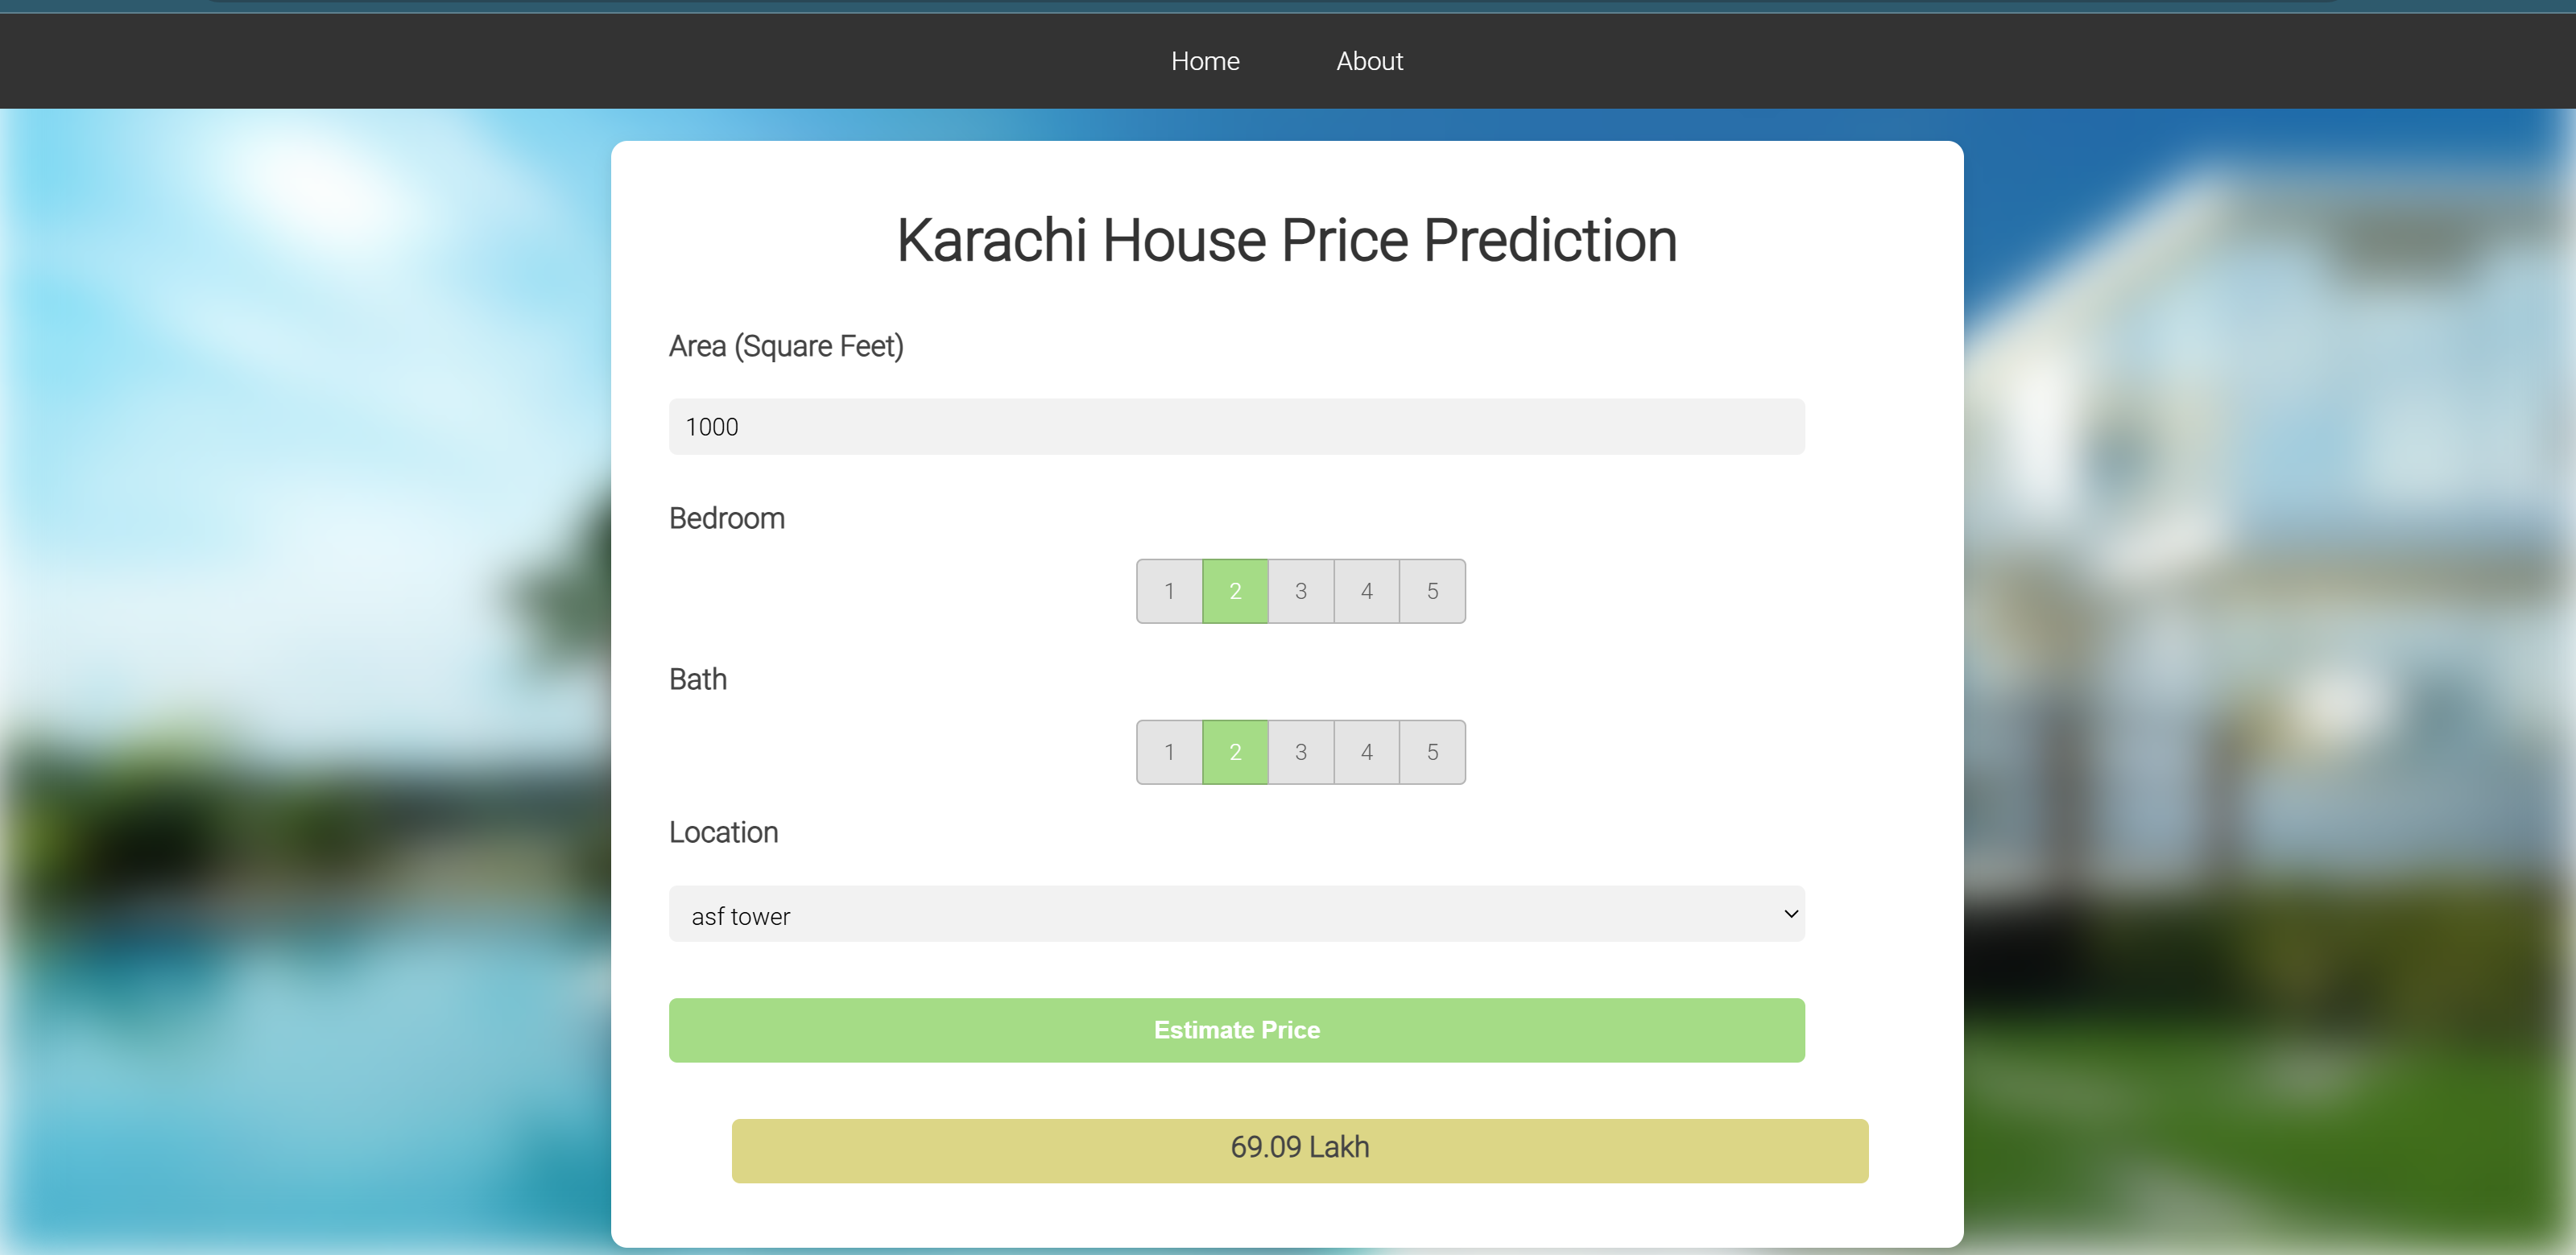 Home About
Karachi House Price Prediction
Area (Square Feet)
1000
Bedroom
1 2 3 4 5
Bath
1 2 3 4 5
Location
asf tower
Estimate Price
69.09 Lakh